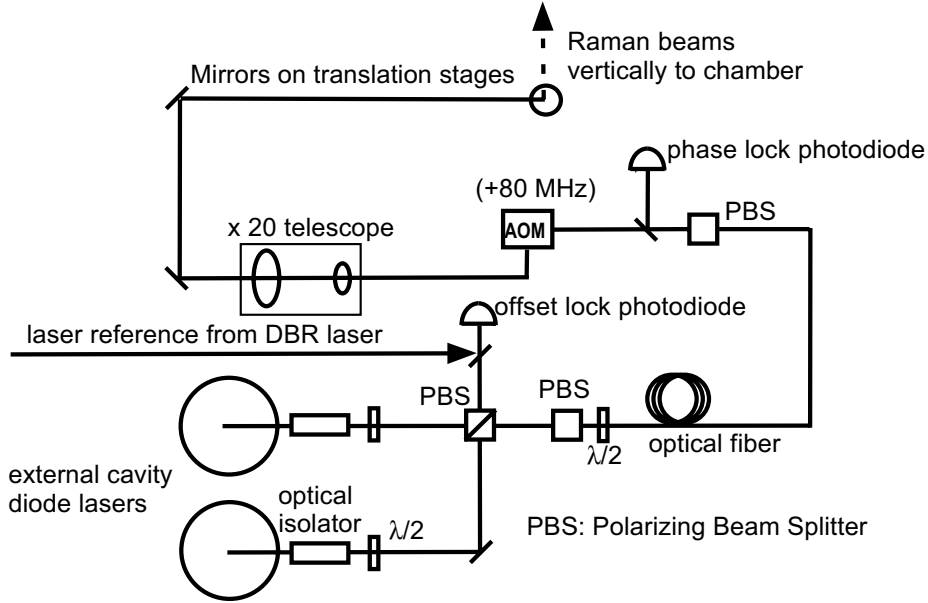 Raman beams
vertically to chamber
Mirrors on translation stages
phase lock photodiode
(+80 MHz)
PBS
AOM
x 20 telescope
offset lock photodiode
laser reference from DBR laser
PBS
PBS
λ/2
optical fiber
external cavity
diode lasers
optical
isolator
λ/2
PBS: Polarizing Beam Splitter